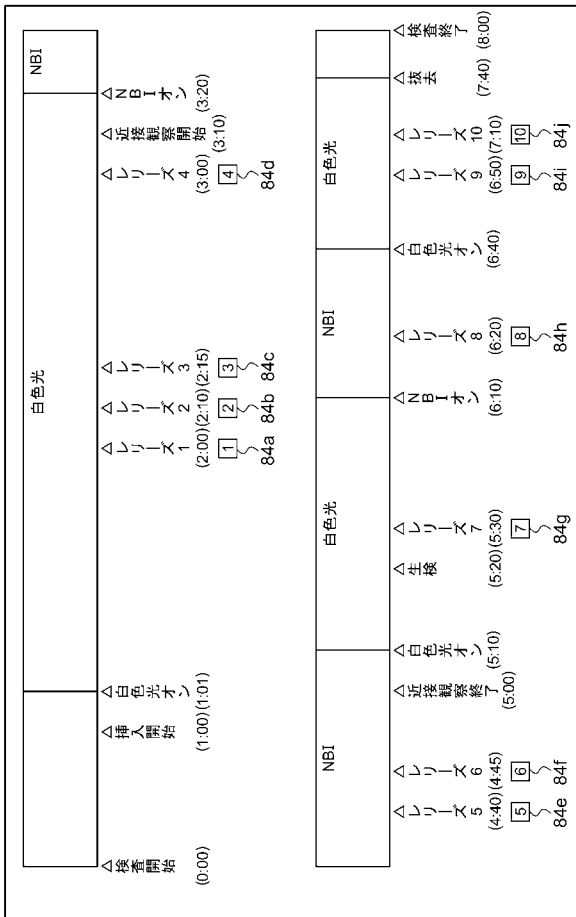 白色光
NBI
△検査開始
(0:00)
△挿入開始
(1:00)
△白色光オン
(1:01)
△レリーズ1
(2:00)
1
84a
△レリーズ2
(2:10)
2
84b
△レリーズ3
(2:15)
3
84c
△レリーズ4
(3:00)
4
84d
△近接観察開始
(3:10)
△NBIオン
(3:20)
NBI
白色光
NBI
白色光
△レリーズ5
(4:40)
5
84e
△レリーズ6
(4:45)
6
84f
△近接観察終了
(5:00)
△白色光オン
(5:10)
△生検
(5:20)
△レリーズ7
(5:30)
7
84g
△NBIオン
(6:10)
△レリーズ8
(6:20)
8
84h
△白色光オン
(6:40)
△レリーズ9
(6:50)
9
84i
△レリーズ10
(7:10)
10
84j
△抜去
(7:40)
△検査終了
(8:00)